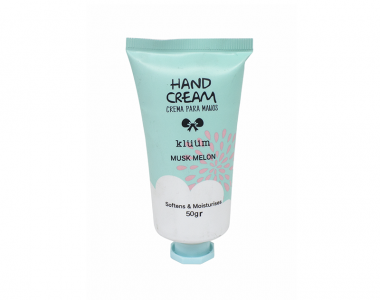 HAND
CREAM
CREMA PARA MANOS
klüüm
MUSK MELON
Softens & Moisturises
50gr